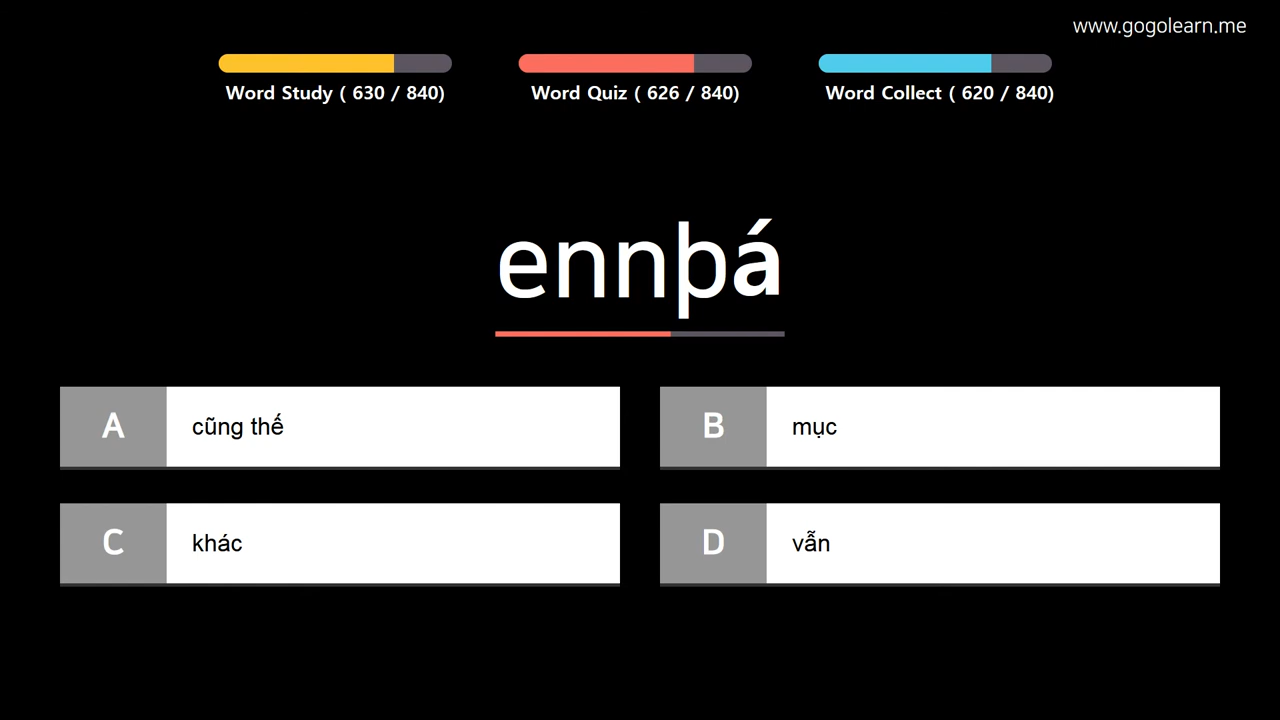 www.gogolearn.me
Word Study ( 630 / 840)
Word Quiz ( 626 / 840)
Word Collect ( 620 / 840)
ennþá
A cũng thế
B mục
C khác
D vẫn